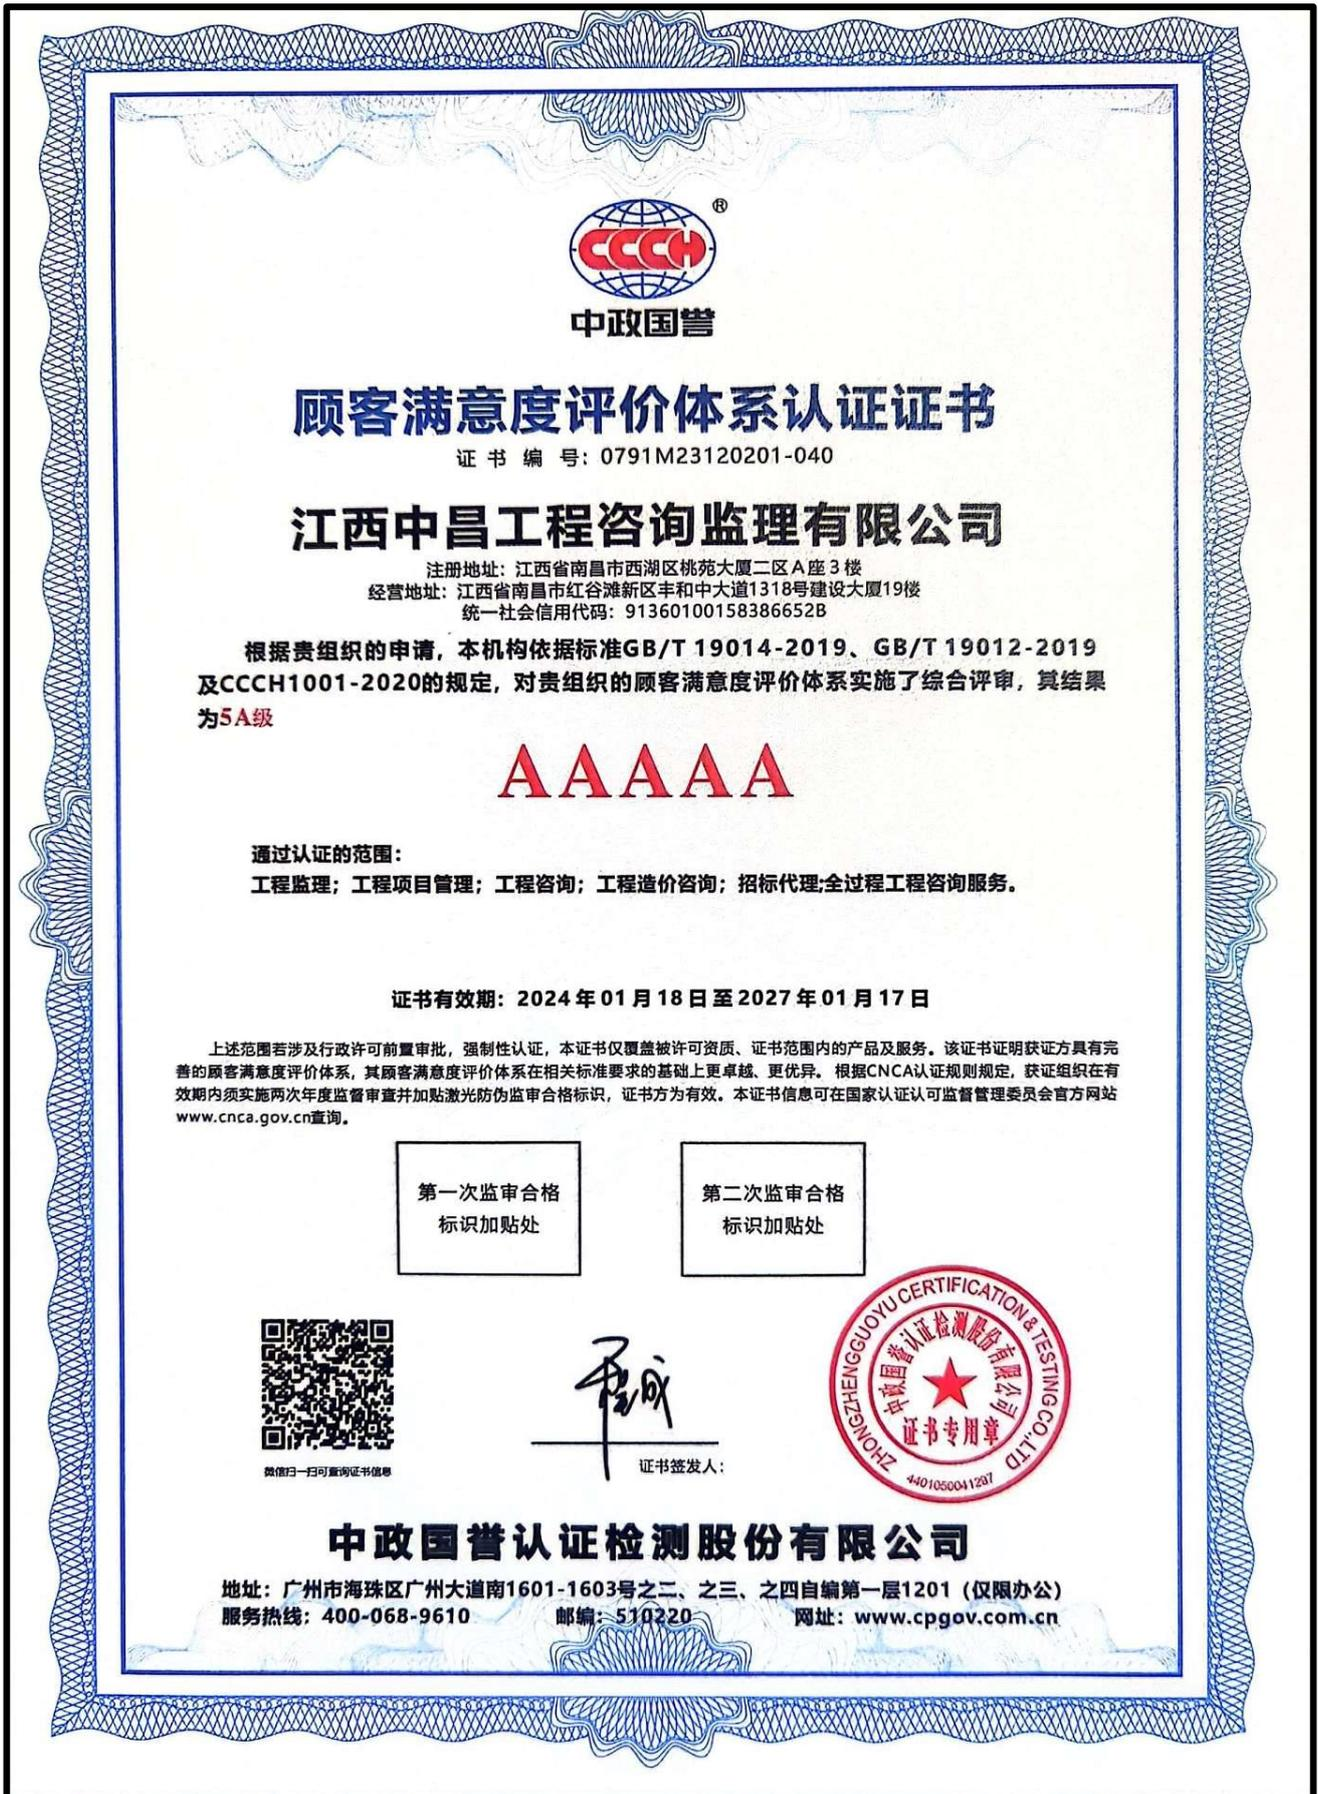 CCCH®
中政国誉
顾客满意度评价体系认证证书
证书编号：0791M23120201-040
江西中昌工程咨询监理有限公司
注册地址：江西省南昌市西湖区桃苑大厦二区A座3楼
经营地址：江西省南昌市红谷滩新区丰和中大道1318号建设大厦19楼
统一社会信用代码：91360100158386652B
根据贵组织的申请，本机构依据标准GB/T 19014-2019、GB/T 19012-2019
及CCCH1001-2020的规定，对贵组织的顾客满意度评价体系实施了综合评审，其结果
为5A级
AAAAA
通过认证的范围：
工程监理；工程项目管理；工程咨询；工程造价咨询；招标代理;全过程工程咨询服务。
证书有效期：2024年01月18日至2027年01月17日
上述范围若涉及行政许可前置审批，强制性认证，本证书仅覆盖被许可资质、证书范围内的产品及服务。该证书证明获证方具有完
善的顾客满意度评价体系，其顾客满意度评价体系在相关标准要求的基础上更卓越、更优异。根据CNCA认证规则规定，获证组织在有
效期内须实施两次年度监督审查并加贴激光防伪监审合格标识，证书方为有效。本证书信息可在国家认证认可监督管理委员会官方网站
www.cnca.gov.cn查询。
第一次监审合格
标识加贴处
第二次监审合格
标识加贴处
微信扫一扫可查询证书信息
证书签发人：
ZHONGZHENGGUOYU CERTIFICATION & TESTING CO.,LTD
中政国誉认证检测股份有限公司
证书专用章
4401050041297
中政国誉认证检测股份有限公司
地址：广州市海珠区广州大道南1601-1603号之二、之三、之四自编第一层1201（仅限办公）
服务热线：400-068-9610 邮编：510220 网址：www.cpgov.com.cn